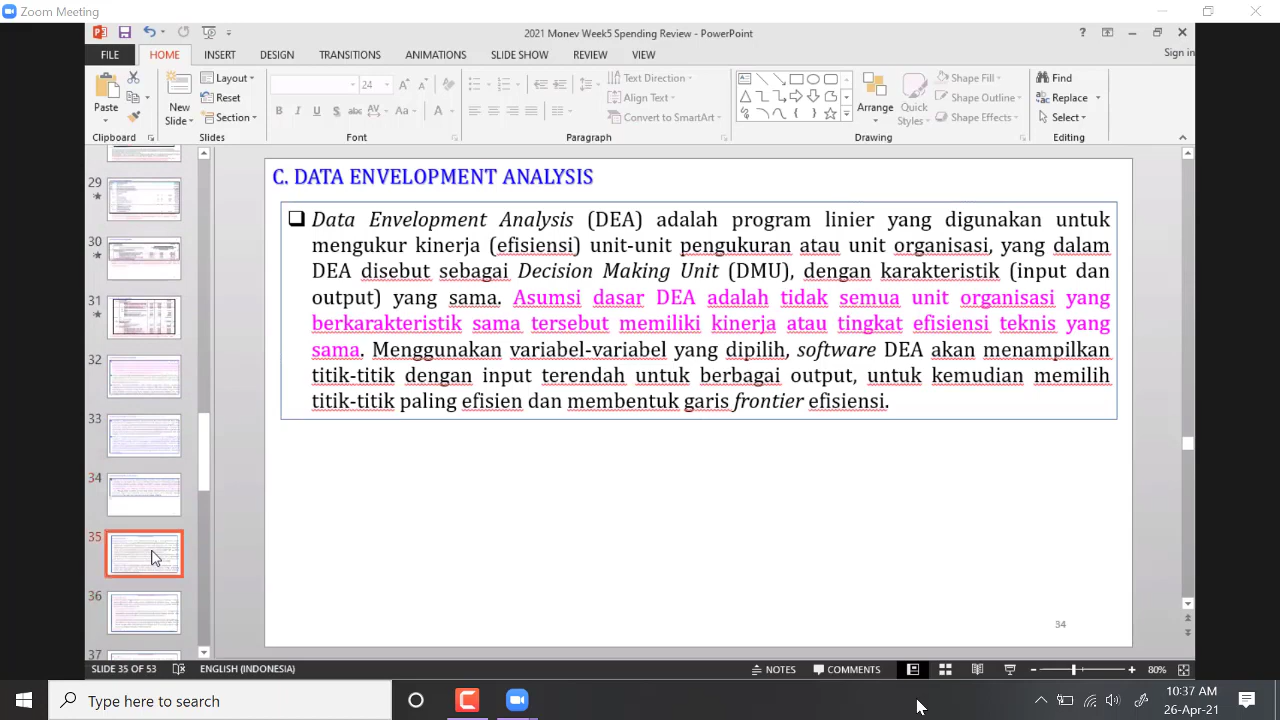 Zoom Meeting
2021 Monev Week5 Spending Review - PowerPoint
FILE HOME INSERT DESIGN TRANSITIONS ANIMATIONS SLIDE SHOW REVIEW VIEW Sign in
Paste
New Slide
Layout
Reset
Section
24
B I U S abc AV Aa A
Text Direction
Align Text
Convert to SmartArt
Arrange
Quick Styles
Shape Fill
Shape Outline
Shape Effects
Find
Replace
Select
Clipboard Slides Font Paragraph Drawing Editing
29
30
31
32
33
34
35
36
37
C. DATA ENVELOPMENT ANALYSIS
Data Envelopment Analysis (DEA) adalah program linier yang digunakan untuk
mengukur kinerja (efisiensi) unit-unit pengukuran atau unit organisasi, yang dalam
DEA disebut sebagai Decision Making Unit (DMU), dengan karakteristik (input dan
output) yang sama. Asumsi dasar DEA adalah tidak semua unit organisasi yang
berkarakteristik sama tersebut memiliki kinerja atau tingkat efisiensi teknis yang
sama. Menggunakan variabel-variabel yang dipilih, software DEA akan menampilkan
titik-titik dengan input terendah untuk berbagai output, untuk kemudian memilih
titik-titik paling efisien dan membentuk garis frontier efisiensi.
34
SLIDE 35 OF 53 ENGLISH (INDONESIA) NOTES COMMENTS 80%
Type here to search
10:37 AM
26-Apr-21